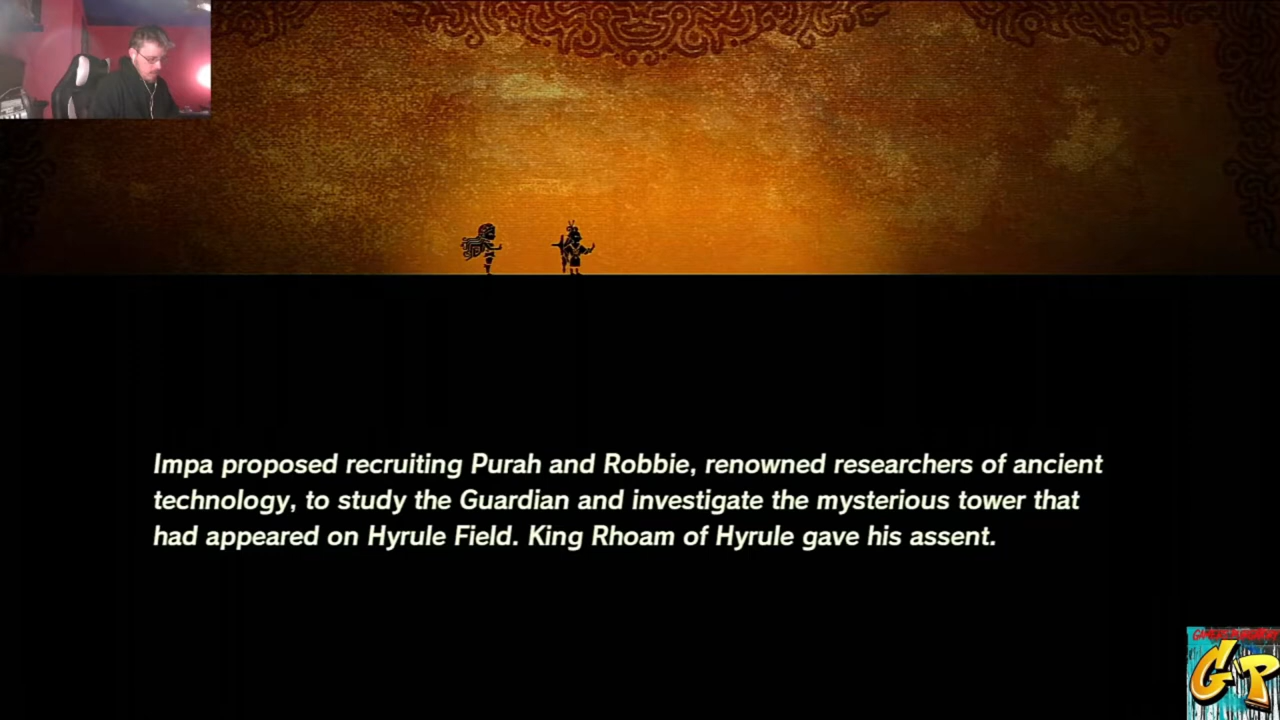 Impa proposed recruiting Purah and Robbie, renowned researchers of ancient
technology, to study the Guardian and investigate the mysterious tower that
had appeared on Hyrule Field. King Rhoam of Hyrule gave his assent.
GP